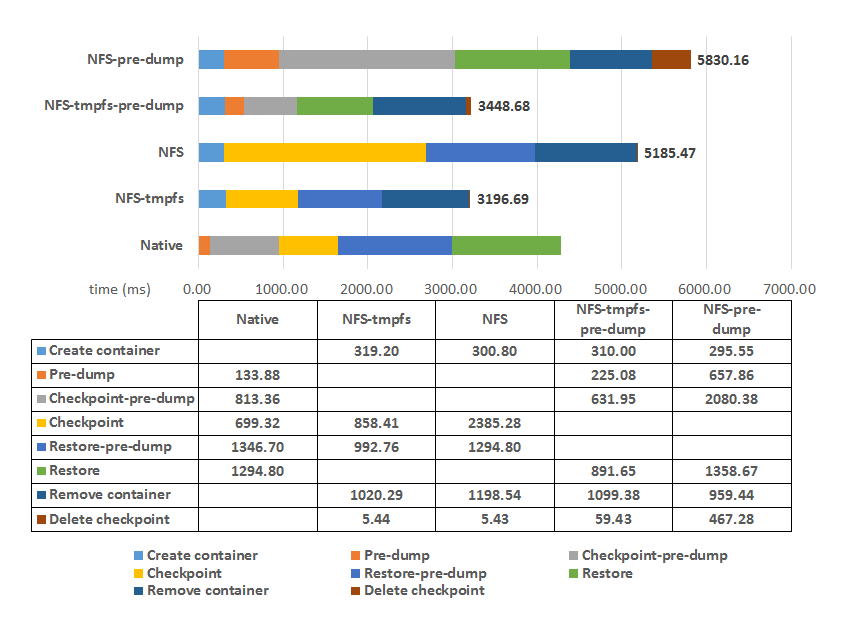 NFS-pre-dump 5830.16
NFS-tmpfs-pre-dump 3448.68
NFS 5185.47
NFS-tmpfs 3196.69
Native
time (ms) 0.00 1000.00 2000.00 3000.00 4000.00 5000.00 6000.00 7000.00
Native NFS-tmpfs NFS NFS-tmpfs-pre-dump NFS-pre-dump
Create container 319.20 300.80 310.00 295.55
Pre-dump 133.88 225.08 657.86
Checkpoint-pre-dump 813.36 631.95 2080.38
Checkpoint 699.32 858.41 2385.28
Restore-pre-dump 1346.70 992.76 1294.80
Restore 1294.80 891.65 1358.67
Remove container 1020.29 1198.54 1099.38 959.44
Delete checkpoint 5.44 5.43 59.43 467.28
Create container Pre-dump Checkpoint-pre-dump
Checkpoint Restore-pre-dump Restore
Remove container Delete checkpoint